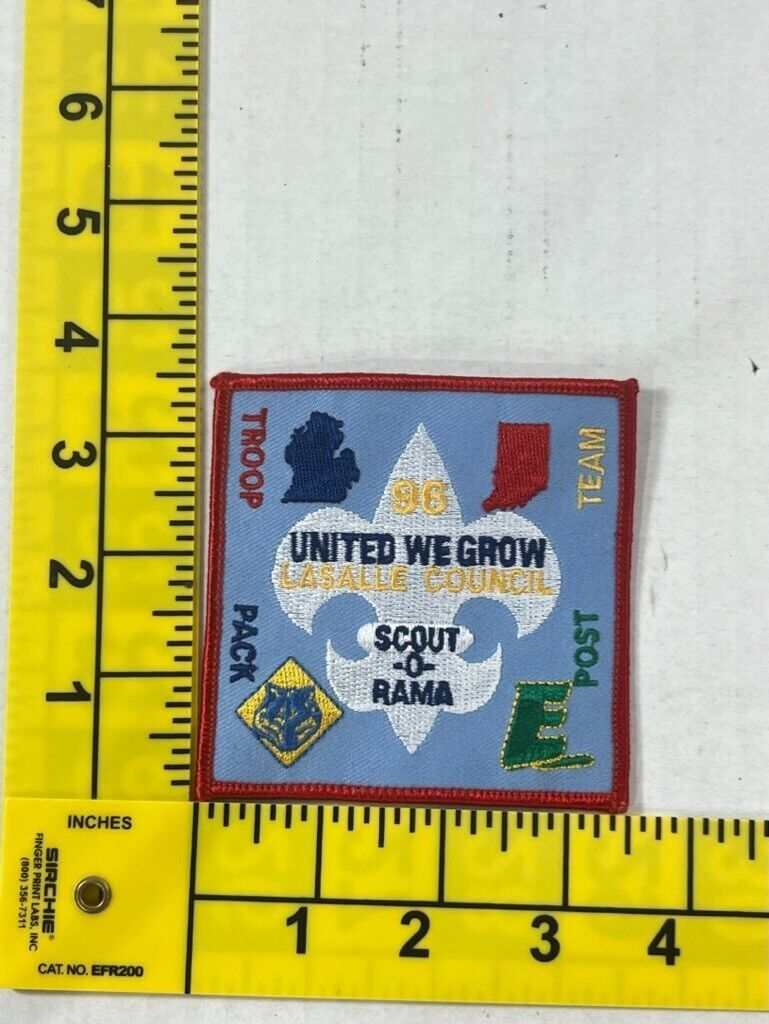 7
6
5
4
3
2
1
TROOP
TEAM
96
UNITED WE GROW
LASALLE COUNCIL
SCOUT
-O-
RAMA
PACK
POST
E
INCHES
SIRCHIE®
FINGER PRINT LABS, INC
(800) 356-7311
CAT. NO. EFR200
1
2
3
4